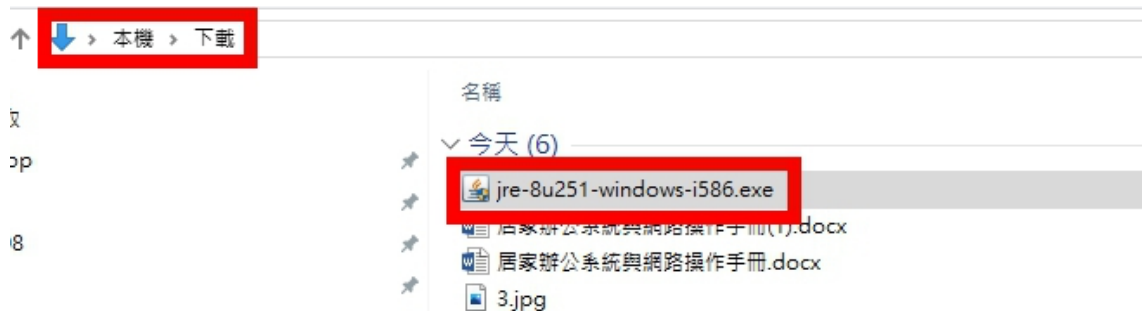 本機 > 下載
名稱
今天 (6)
jre-8u251-windows-i586.exe
居家辦公系統與網路操作手冊(1).docx
op
居家辦公系統與網路操作手冊.docx
3.jpg